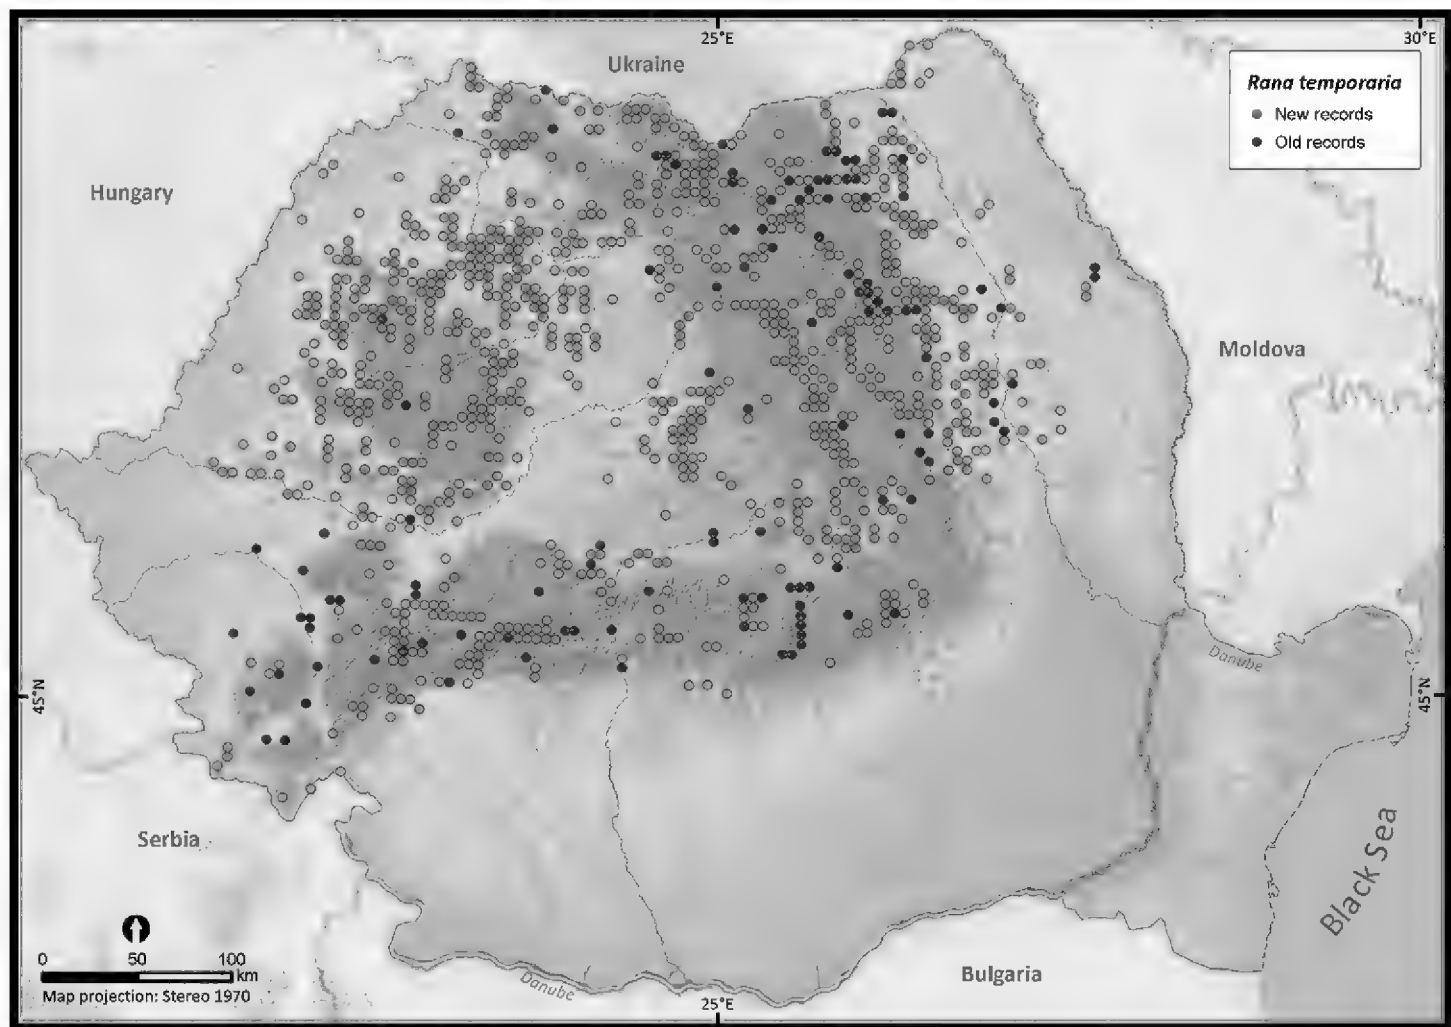 25°E
30°E
Ukraine
Rana temporaria
New records
Old records
Hungary
Moldova
Danube
45°N
45°N
Serbia
Black Sea
0 50 100
km
Map projection: Stereo 1970
Danube
25°E
Bulgaria